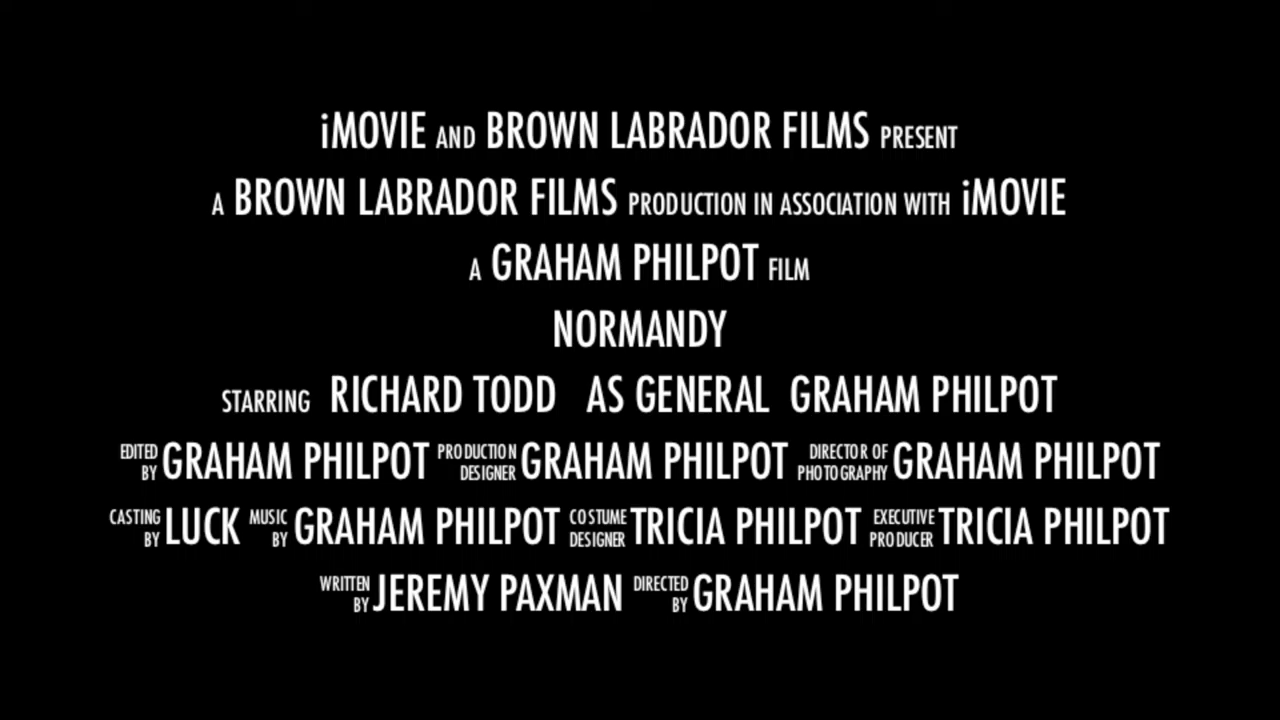 iMOVIE AND BROWN LABRADOR FILMS PRESENT
A BROWN LABRADOR FILMS PRODUCTION IN ASSOCIATION WITH iMOVIE
A GRAHAM PHILPOT FILM
NORMANDY
STARRING RICHARD TODD AS GENERAL GRAHAM PHILPOT
EDITED BY GRAHAM PHILPOT PRODUCTION DESIGNER GRAHAM PHILPOT DIRECTOR OF PHOTOGRAPHY GRAHAM PHILPOT
CASTING BY LUCK MUSIC BY GRAHAM PHILPOT COSTUME DESIGNER TRICIA PHILPOT EXECUTIVE PRODUCER TRICIA PHILPOT
WRITTEN BY JEREMY PAXMAN DIRECTED BY GRAHAM PHILPOT